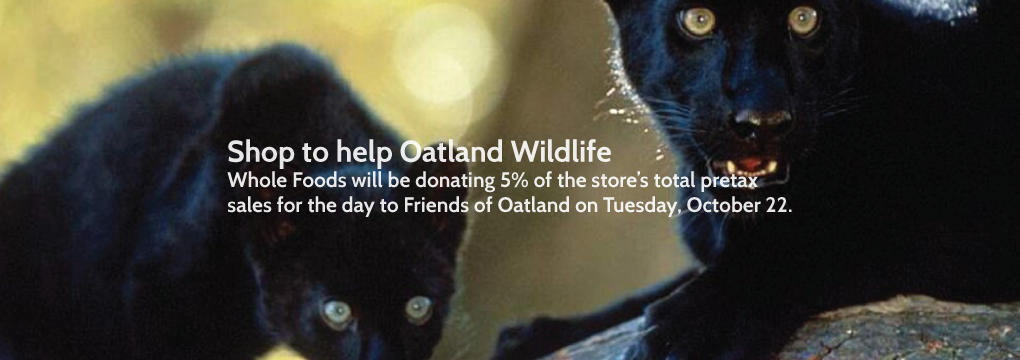 Shop to help Oatland Wildlife
Whole Foods will be donating 5% of the store's total pretax
sales for the day to Friends of Oatland on Tuesday, October 22.